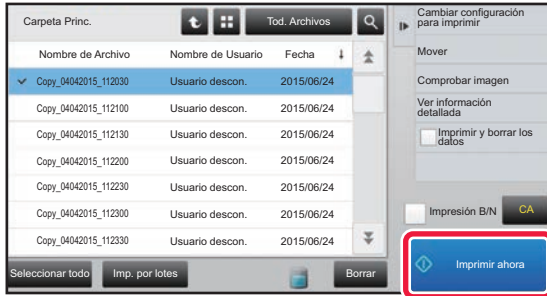 Carpeta Princ.
Tod. Archivos
Nombre de Archivo Nombre de Usuario Fecha
Copy_04042015_112030 Usuario descon. 2015/06/24
Copy_04042015_112100 Usuario descon. 2015/06/24
Copy_04042015_112130 Usuario descon. 2015/06/24
Copy_04042015_112200 Usuario descon. 2015/06/24
Copy_04042015_112230 Usuario descon. 2015/06/24
Copy_04042015_112300 Usuario descon. 2015/06/24
Copy_04042015_112330 Usuario descon. 2015/06/24
Seleccionar todo
Imp. por lotes
Borrar
Cambiar configuración
para imprimir
Mover
Comprobar imagen
Ver información
detallada
Imprimir y borrar los
datos
Impresión B/N
CA
Imprimir ahora